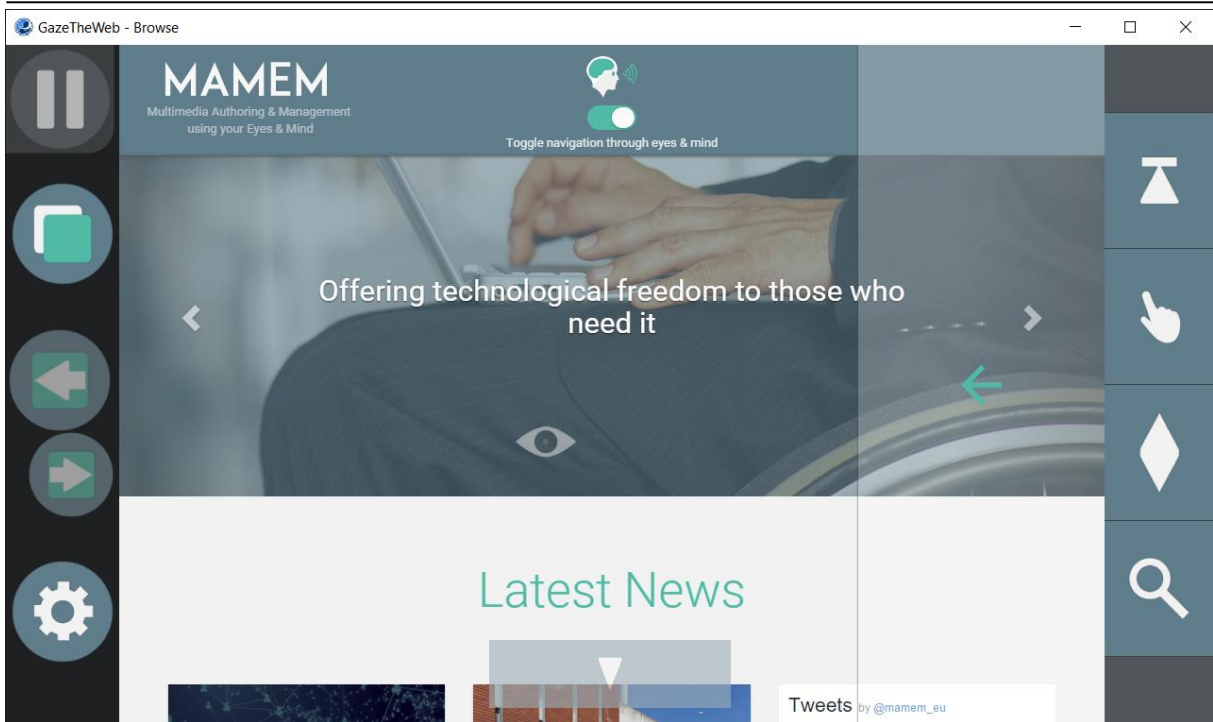 GazeTheWeb - Browse
MAMEM
Multimedia Authoring & Management
using your Eyes & Mind
Toggle navigation through eyes & mind
Offering technological freedom to those who
need it
Latest News
Tweets by @mamem_eu